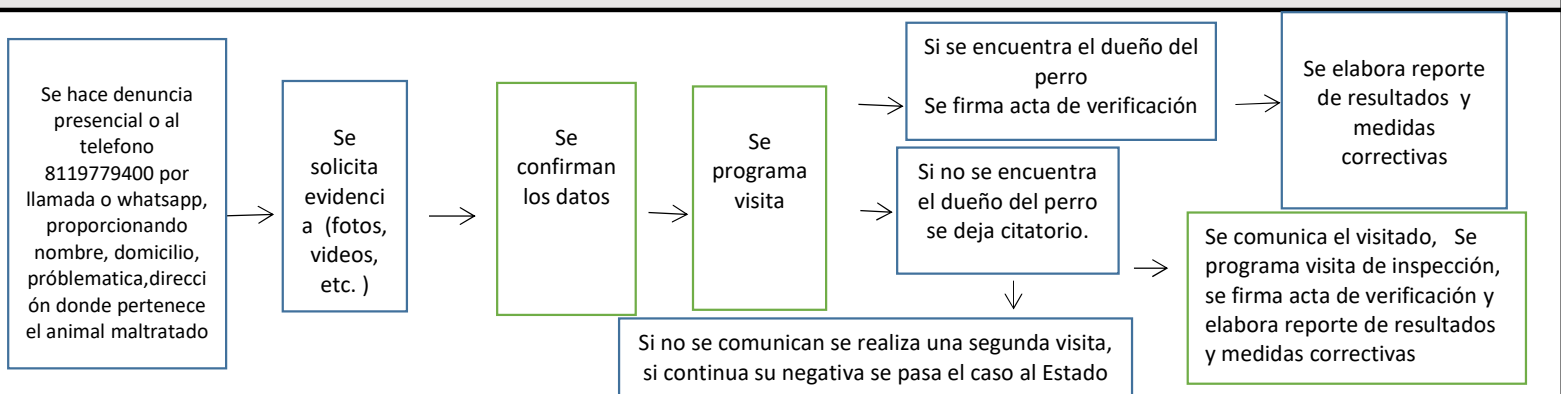 Se hace denuncia
presencial o al
telefono
8119779400 por
llamada o whatsapp,
proporcionando
nombre, domicilio,
próblematica,direcci
ón donde pertenece
el animal maltratado
Se
solicita
evidenci
a (fotos,
videos,
etc. )
Se
confirman
los datos
Se
programa
visita
Si se encuentra el dueño del
perro
Se firma acta de verificación
Se elabora reporte
de resultados y
medidas
correctivas
Si no se encuentra
el dueño del perro
se deja citatorio.
Se comunica el visitado, Se
programa visita de inspección,
se firma acta de verificación y
elabora reporte de resultados
y medidas correctivas
Si no se comunican se realiza una segunda visita,
si continua su negativa se pasa el caso al Estado